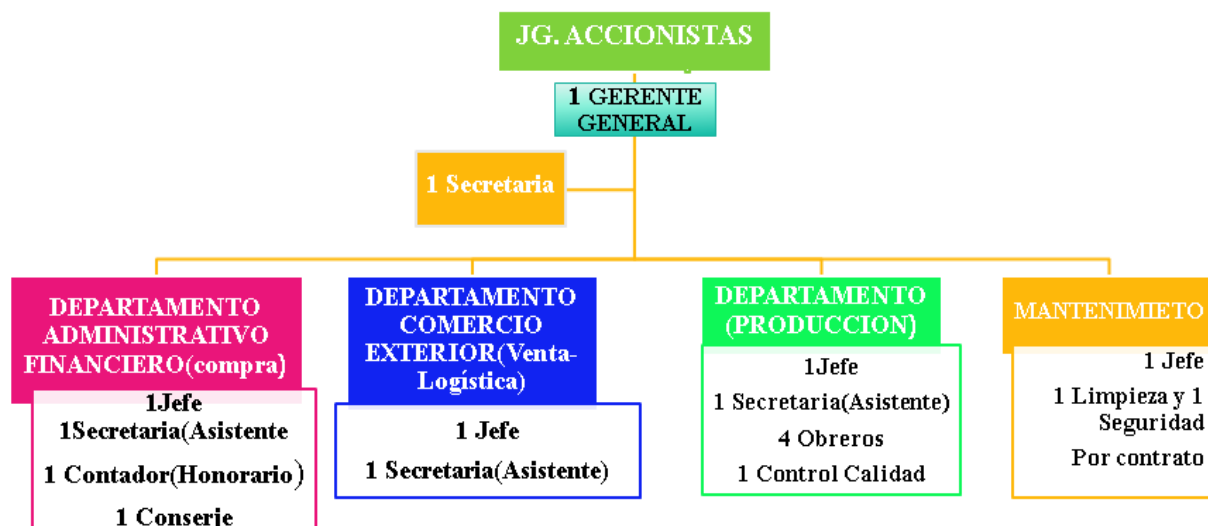 JG. ACCIONISTAS
1 GERENTE
GENERAL
1 Secretaria
DEPARTAMENTO
ADMINISTRATIVO
FINANCIERO(compra)
1Jefe
1Secretaria(Asistente
1 Contador(Honorario)
1 Conserje
DEPARTAMENTO
COMERCIO
EXTERIOR(Venta-
Logística)
1 Jefe
1 Secretaria(Asistente)
DEPARTAMENTO
(PRODUCCION)
1Jefe
1 Secretaria(Asistente)
4 Obreros
1 Control Calidad
MANTENIMIETO
1 Jefe
1 Limpieza y 1
Seguridad
Por contrato